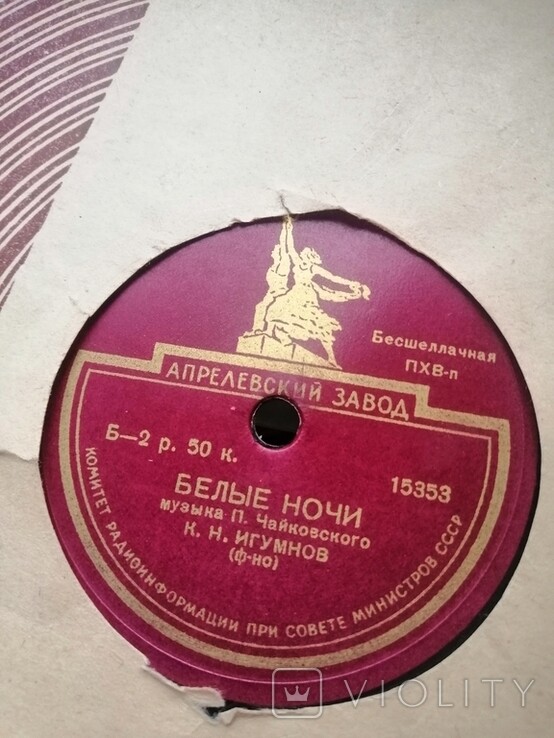 Бесшеллачная
ПХВ-п
АПРЕЛЕВСКИЙ ЗАВОД
Б—2 р. 50 к.
15353
БЕЛЫЕ НОЧИ
музыка П. Чайковского
К. Н. ИГУМНОВ
(ф-но)
КОМИТЕТ РАДИОИНФОРМАЦИИ ПРИ СОВЕТЕ МИНИСТРОВ СССР
VIOLITY